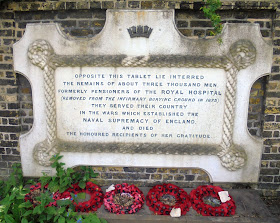 OPPOSITE THIS TABLET LIE INTERRED
THE REMAINS OF ABOUT THREE THOUSAND MEN,
FORMERLY PENSIONERS OF THE ROYAL HOSPITAL
(REMOVED FROM THE INFIRMARY BURYING GROUND IN 1875)
THEY SERVED THEIR COUNTRY
IN THE WARS WHICH ESTABLISHED THE
NAVAL SUPREMACY OF ENGLAND,
AND DIED
THE HONOURED RECIPIENTS OF HER GRATITUDE.